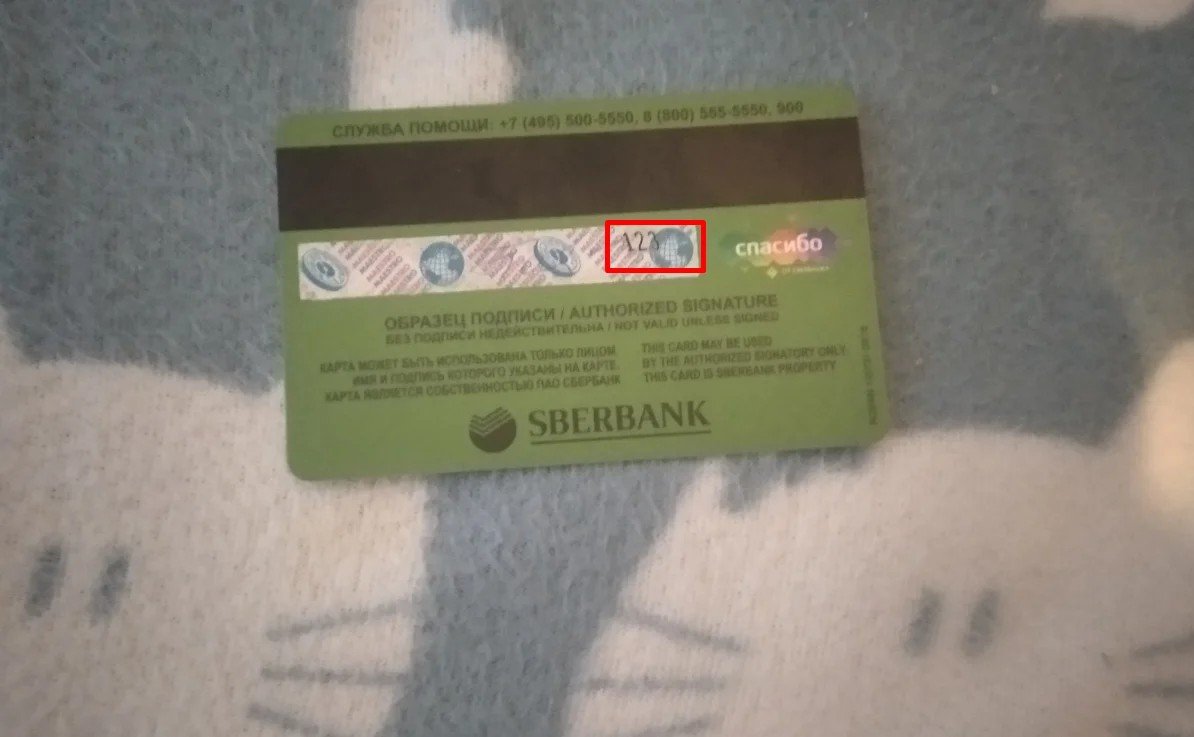 СЛУЖБА ПОМОЩИ: +7 (495) 500-5550, 8 (800) 555-5550, 900
123
спасибо
ОБРАЗЕЦ ПОДПИСИ / AUTHORIZED SIGNATURE
БЕЗ ПОДПИСИ НЕДЕЙСТВИТЕЛЬНА / NOT VALID UNLESS SIGNED
КАРТА МОЖЕТ БЫТЬ ИСПОЛЬЗОВАНА ТОЛЬКО ЛИЦОМ,
ИМЯ И ПОДПИСЬ КОТОРОГО УКАЗАНЫ НА КАРТЕ.
КАРТА ЯВЛЯЕТСЯ СОБСТВЕННОСТЬЮ ПАО СБЕРБАНК
THIS CARD MAY BE USED
BY THE AUTHORIZED SIGNATORY ONLY.
THIS CARD IS SBERBANK PROPERTY
SBERBANK